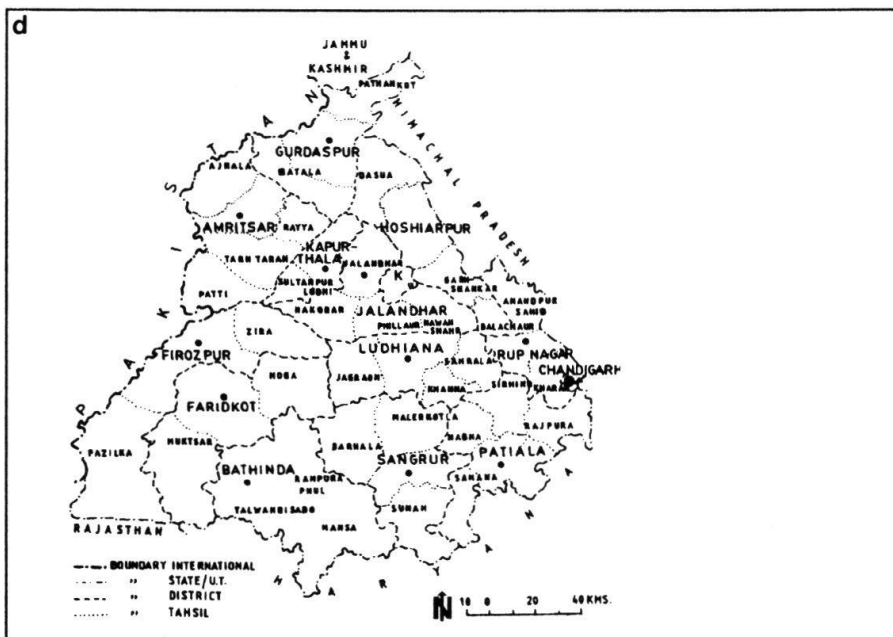 d
JAMMU
&
KASHMIR
PATHANKOT
HIMACHAL PRADESH
PAKISTAN
GURDASPUR
AJNALA
BATALA
DASUA
AMRITSAR
BAYYA
HOSHIARPUR
KAPUR-
THALA
JALANDHAR
K
TARN TARAN
SULTANPUR
LODHI
GARH
SHANKAR
ANANDPUR
SAHIB
PATTI
NAKODAR
JALANDHAR
PHILLAUR
NAWAN
SHAHR
BALACHAUR
ZIRA
FIROZPUR
LUDHIANA
RUP NAGAR
SAMRALA
CHANDIGARH
MOGA
JAGRAON
KHANNA
SIRHIND
KHARAR
FARIDKOT
MALERKOTLA
RAJPURA
FAZILKA
MUKTSAR
BARNALA
NABHA
SANGRUR
PATIALA
BATHINDA
RAMPURA
PHUL
SAMANA
TALWANDISABO
SUNAM
MANSA
RAJASTHAN
HARYANA
BOUNDARY INTERNATIONAL
" STATE/U.T.
" DISTRICT
" TAHSIL
N
10 0 20 40 KMS.